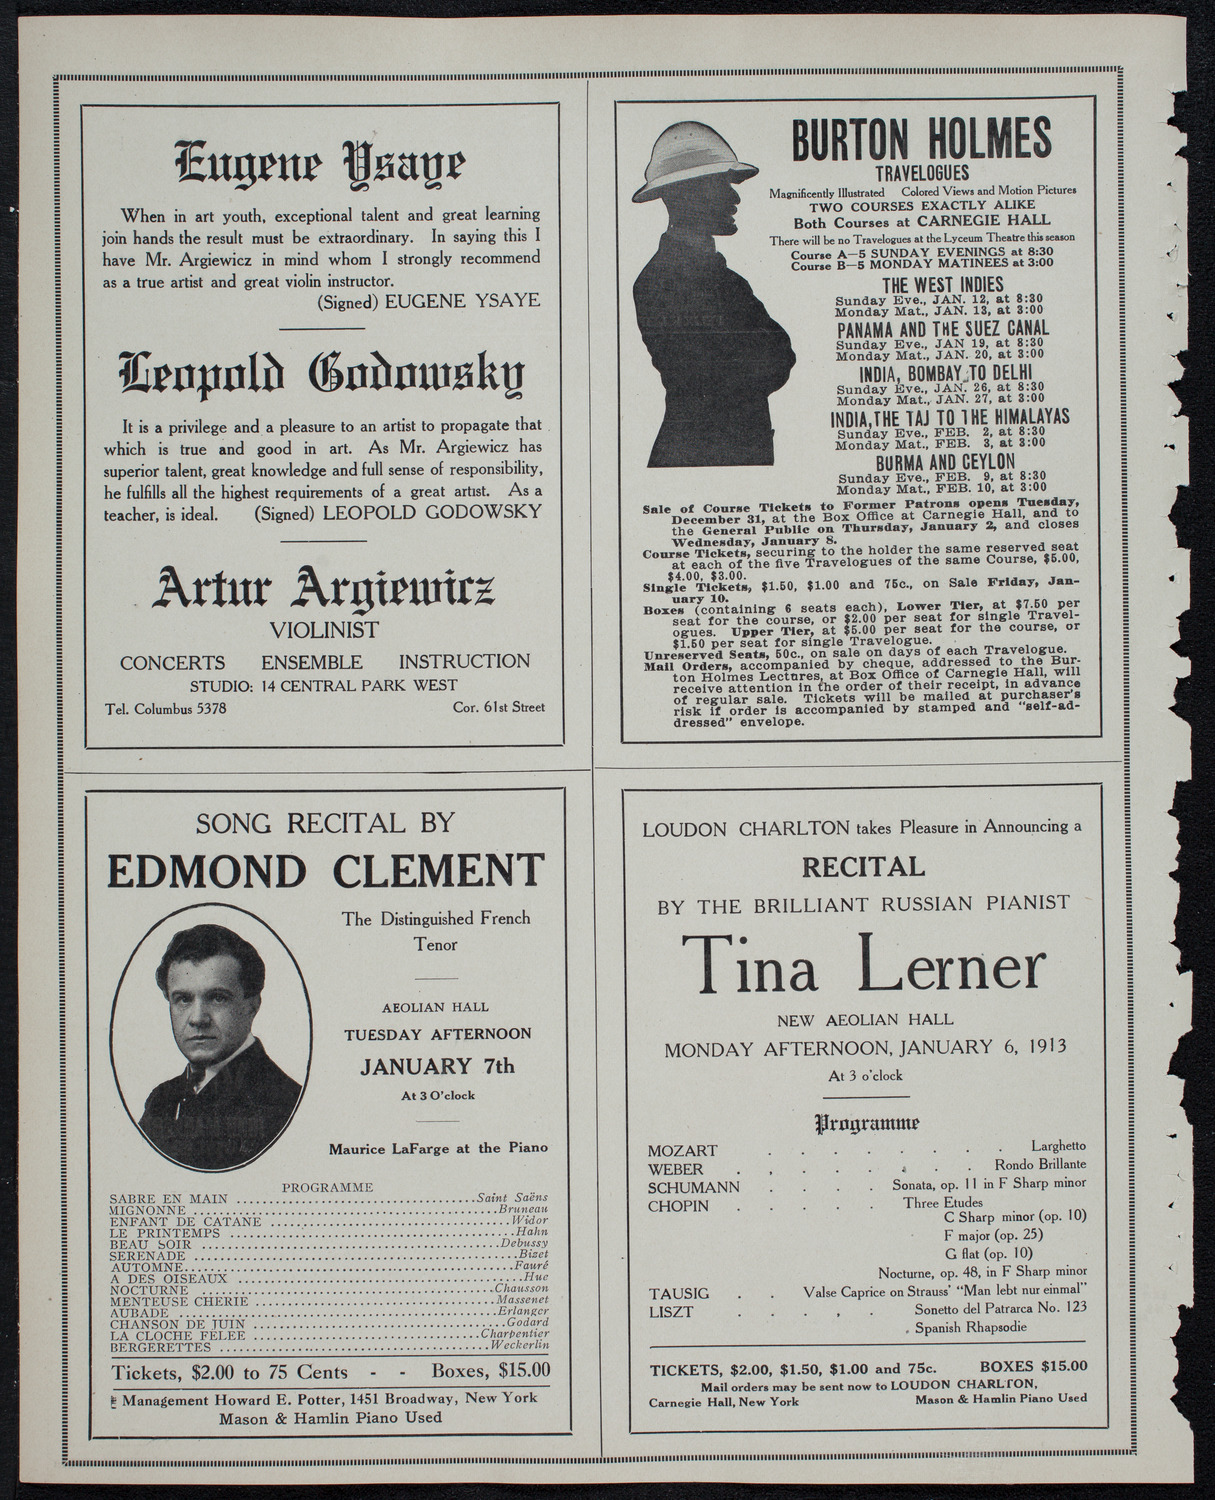 Eugene Ysaye
When in art youth, exceptional talent and great learning
join hands the result must be extraordinary. In saying this I
have Mr. Argiewicz in mind whom I strongly recommend
as a true artist and great violin instructor.
(Signed) EUGENE YSAYE
Leopold Godowsky
It is a privilege and a pleasure to an artist to propagate that
which is true and good in art. As Mr. Argiewicz has
superior talent, great knowledge and full sense of responsibility,
he fulfills all the highest requirements of a great artist. As a
teacher, is ideal. (Signed) LEOPOLD GODOWSKY
Artur Argiewicz
VIOLINIST
CONCERTS ENSEMBLE INSTRUCTION
STUDIO: 14 CENTRAL PARK WEST
Tel. Columbus 5378 Cor. 61st Street
BURTON HOLMES
TRAVELOGUES
Magnificently Illustrated Colored Views and Motion Pictures
TWO COURSES EXACTLY ALIKE
Both Courses at CARNEGIE HALL
There will be no Travelogues at the Lyceum Theatre this season
Course A—5 SUNDAY EVENINGS at 8:30
Course B—5 MONDAY MATINEES at 3:00
THE WEST INDIES
Sunday Eve., JAN. 12, at 8:30
Monday Mat., JAN. 13, at 3:00
PANAMA AND THE SUEZ CANAL
Sunday Eve., JAN 19, at 8:30
Monday Mat., JAN. 20, at 3:00
INDIA, BOMBAY TO DELHI
Sunday Eve., JAN. 26, at 8:30
Monday Mat., JAN. 27, at 3:00
INDIA, THE TAJ TO THE HIMALAYAS
Sunday Eve., FEB. 2, at 8:30
Monday Mat., FEB. 3, at 3:00
BURMA AND CEYLON
Sunday Eve., FEB. 9, at 8:30
Monday Mat., FEB. 10, at 3:00
Sale of Course Tickets to Former Patrons opens Tuesday,
December 31, at the Box Office at Carnegie Hall, and to
the General Public on Thursday, January 2, and closes
Wednesday, January 8.
Course Tickets, securing to the holder the same reserved seat
at each of the five Travelogues of the same Course, $5.00,
$4.00, $3.00.
Single Tickets, $1.50, $1.00 and 75c., on Sale Friday, Jan-
uary 10.
Boxes (containing 6 seats each), Lower Tier, at $7.50 per
seat for the course, or $2.00 per seat for single Travel-
ogues. Upper Tier, at $5.00 per seat for the course, or
$1.50 per seat for single Travelogue.
Unreserved Seats, 50c., on sale on days of each Travelogue.
Mail Orders, accompanied by cheque, addressed to the Bur-
ton Holmes Lectures, at Box Office of Carnegie Hall, will
receive attention in the order of their receipt, in advance
of regular sale. Tickets will be mailed at purchaser's
risk if order is accompanied by stamped and "self-ad-
dressed" envelope.
SONG RECITAL BY
EDMOND CLEMENT
The Distinguished French
Tenor
AEOLIAN HALL
TUESDAY AFTERNOON
JANUARY 7th
At 3 O'clock
Maurice LaFarge at the Piano
PROGRAMME
SABRE EN MAIN ........ Saint Saëns
MIGNONNE ........ Bruneau
ENFANT DE CATANE ........ Widor
LE PRINTEMPS ........ Hahn
BEAU SOIR ........ Debussy
SERENADE ........ Bizet
AUTOMNE ........ Fauré
A DES OISEAUX ........ Hue
NOCTURNE ........ Chausson
MENTEUSE CHERIE ........ Massenet
AUBADE ........ Erlanger
CHANSON DE JUIN ........ Godard
LA CLOCHE FELEE ........ Charpentier
BERGERETTES ........ Weckerlin
Tickets, $2.00 to 75 Cents - - Boxes, $15.00
Management Howard E. Potter, 1451 Broadway, New York
Mason & Hamlin Piano Used
LOUDON CHARLTON takes Pleasure in Announcing a
RECITAL
BY THE BRILLIANT RUSSIAN PIANIST
Tina Lerner
NEW AEOLIAN HALL
MONDAY AFTERNOON, JANUARY 6, 1913
At 3 o'clock
Programme
MOZART . . . . . . . Larghetto
WEBER . . . . . . Rondo Brillante
SCHUMANN . . . . Sonata, op. 11 in F Sharp minor
CHOPIN . . . . . Three Etudes
C Sharp minor (op. 10)
F major (op. 25)
G flat (op. 10)
Nocturne, op. 48, in F Sharp minor
TAUSIG . . Valse Caprice on Strauss' "Man lebt nur einmal"
LISZT . . . . Sonetto del Patrarca No. 123
Spanish Rhapsodie
TICKETS, $2.00, $1.50, $1.00 and 75c. BOXES $15.00
Mail orders may be sent now to LOUDON CHARLTON,
Carnegie Hall, New York Mason & Hamlin Piano Used